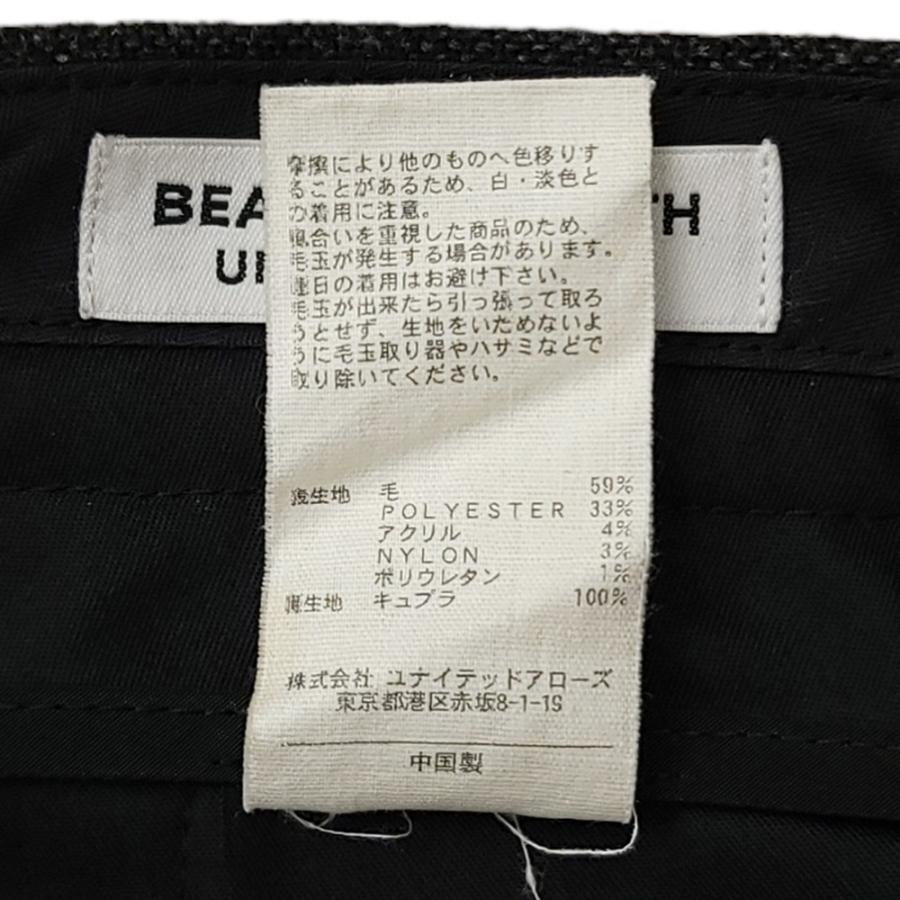 BEA
TH
U
摩擦により他のものへ色移りす
ることがあるため、白・淡色と
の着用に注意。
風合いを重視した商品のため、
毛玉が発生する場合があります。
連日の着用はお避け下さい。
毛玉が出来たら引っ張って取ろ
うとせず、生地をいためないよ
うに毛玉取り器やハサミなどで
取り除いてください。
表生地 毛 59%
POLYESTER 33%
アクリル 4%
NYLON 3%
ポリウレタン 1%
裏生地 キュプラ 100%
株式会社 ユナイテッドアローズ
東京都港区赤坂8-1-19
中国製